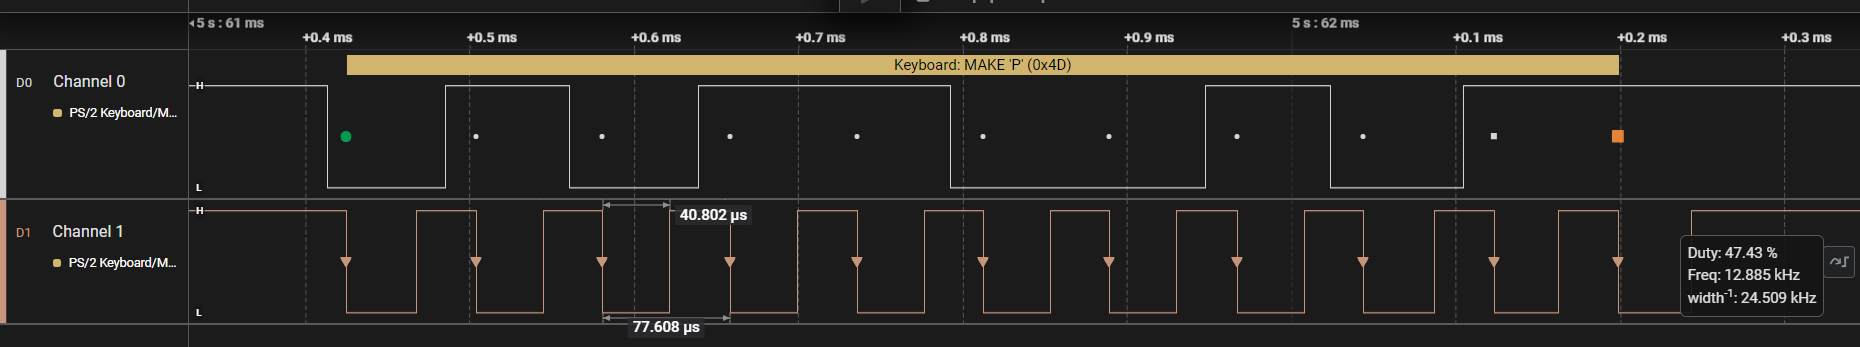 5 s : 61 ms
5 s : 62 ms
+0.4 ms
+0.5 ms
+0.6 ms
+0.7 ms
+0.8 ms
+0.9 ms
+0.1 ms
+0.2 ms
+0.3 ms
Keyboard: MAKE 'P' (0x4D)
D0 Channel 0
H
PS/2 Keyboard/M...
L
H
40.802 µs
D1 Channel 1
PS/2 Keyboard/M...
L
77.608 µs
Duty: 47.43 %
Freq: 12.885 kHz
width⁻¹: 24.509 kHz